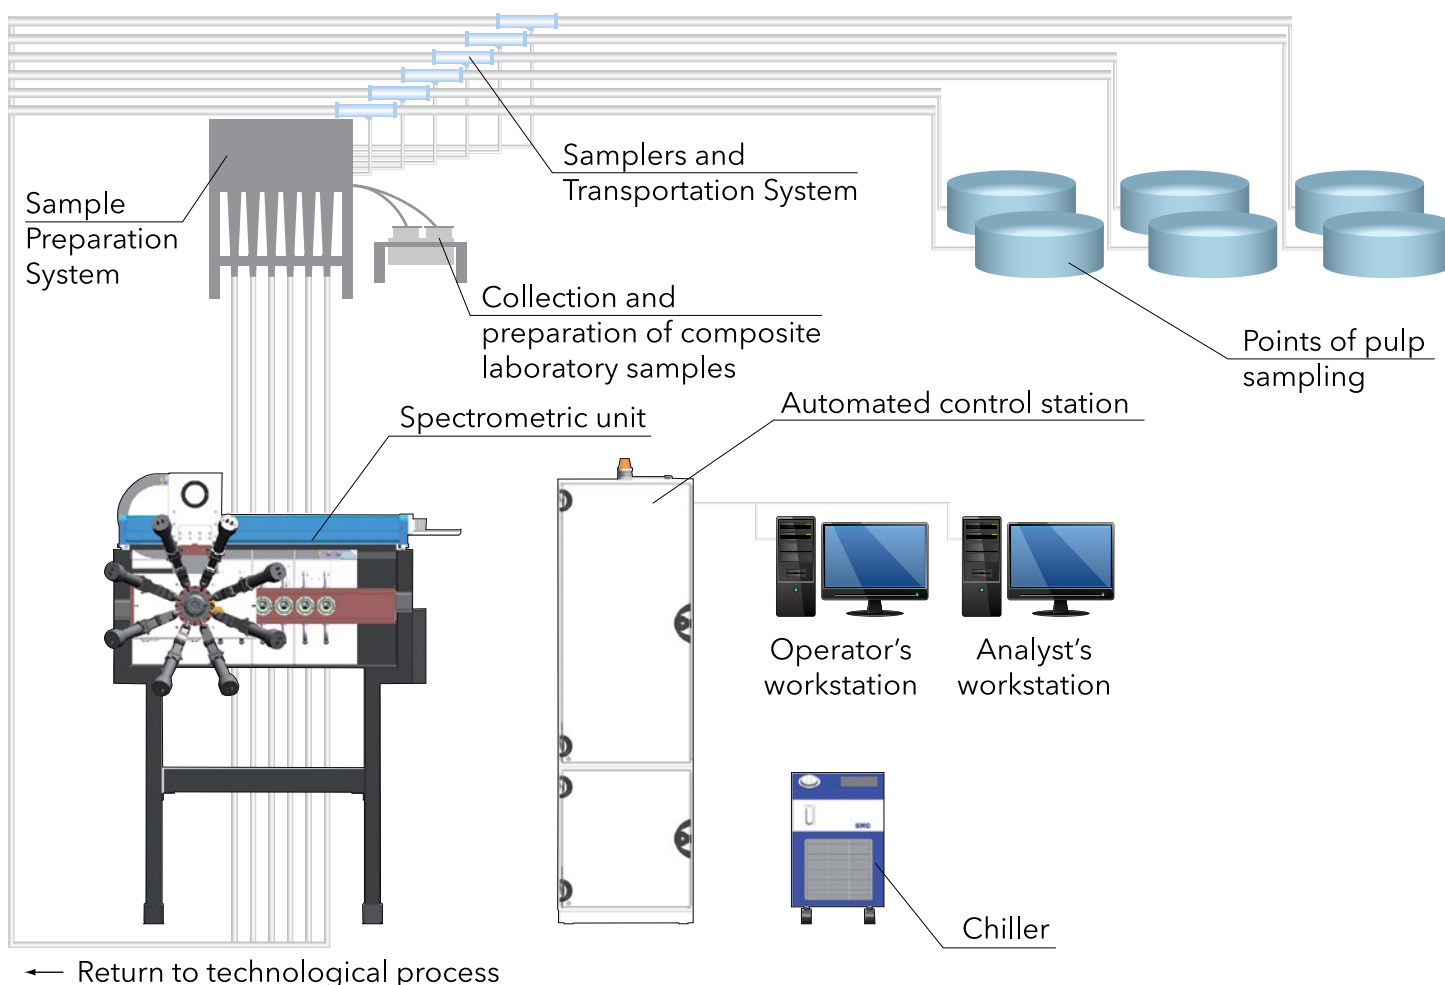 Samplers and
Transportation System
Sample
Preparation
System
Collection and
preparation of composite
laboratory samples
Points of pulp
sampling
Spectrometric unit
Automated control station
Operator's
workstation
Analyst's
workstation
SMC
Chiller
← Return to technological process